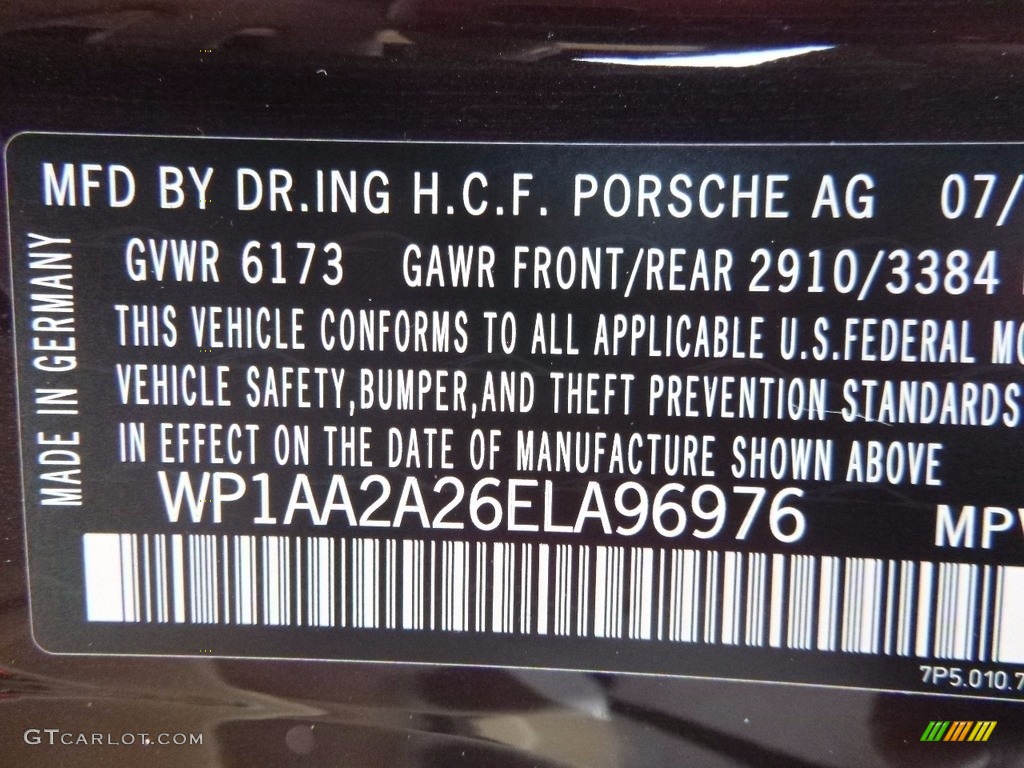 MFD BY DR.ING H.C.F. PORSCHE AG 07/
GVWR 6173 GAWR FRONT/REAR 2910/3384
THIS VEHICLE CONFORMS TO ALL APPLICABLE U.S.FEDERAL MO
VEHICLE SAFETY,BUMPER,AND THEFT PREVENTION STANDARDS
IN EFFECT ON THE DATE OF MANUFACTURE SHOWN ABOVE
MADE IN GERMANY
WP1AA2A26ELA96976 MPV
7P5.010.7
GTCARLOT.COM